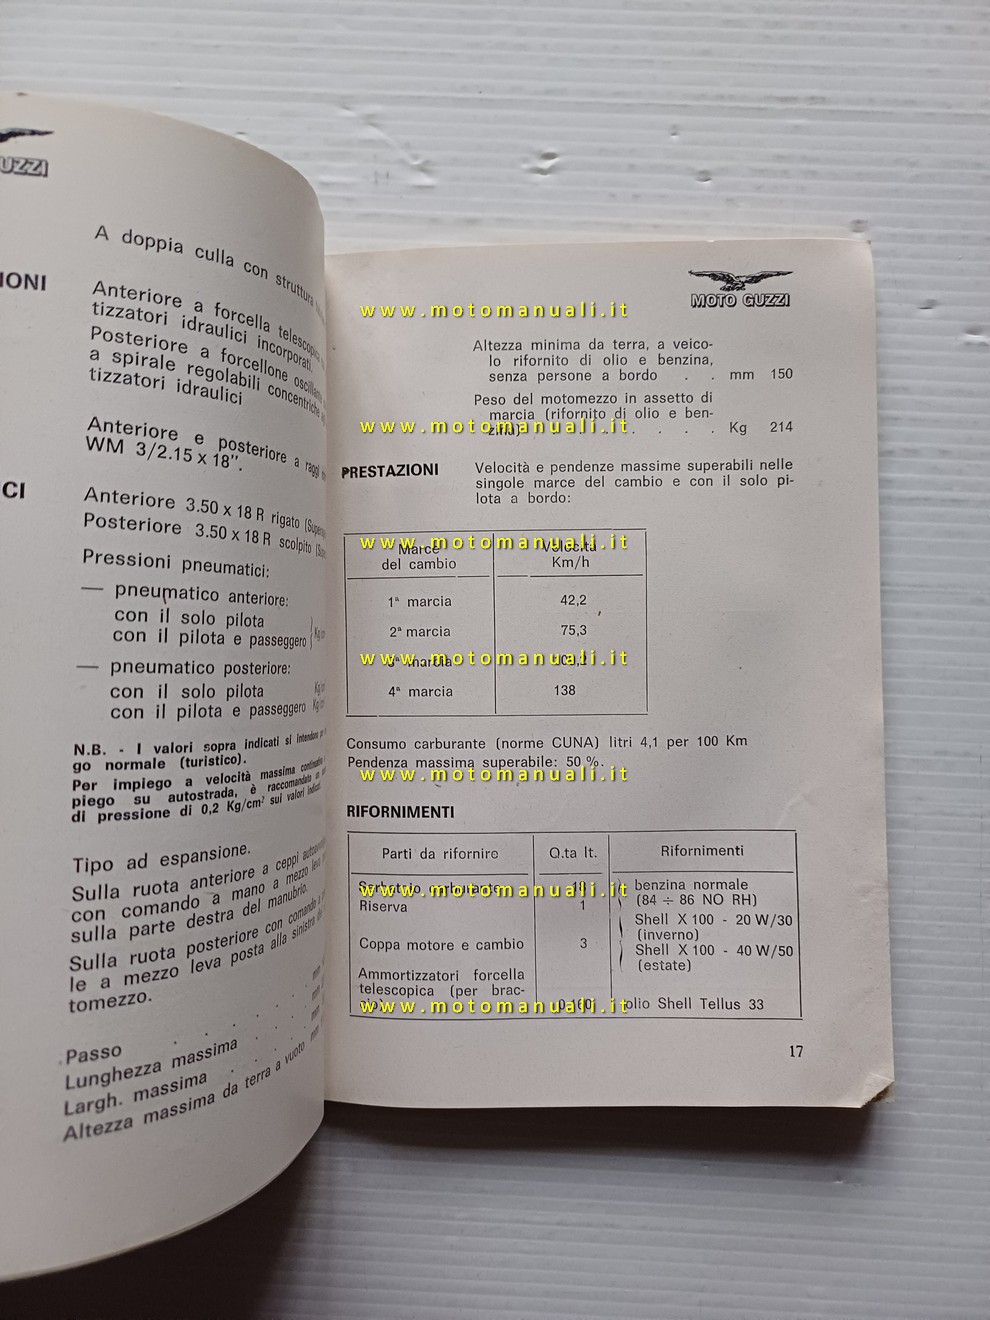 GUZZI
A doppia culla con struttura
IONI
Anteriore a forcella telescopica
tizzatori idraulici incorporati.
Posteriore a forcellone oscillante
a spirale regolabili concentriche
tizzatori idraulici
Anteriore e posteriore a raggi
WM 3/2.15 x 18".
CI
Anteriore 3.50 x 18 R rigato
Posteriore 3.50 x 18 R scolpito
Pressioni pneumatici:
— pneumatico anteriore:
con il solo pilota
con il pilota e passeggero
— pneumatico posteriore:
con il solo pilota
con il pilota e passeggero
N.B. - I valori sopra indicati si intendono
go normale (turistico).
Per impiego a velocità massima
piego su autostrada, è raccomandato
di pressione di 0,2 Kg/cm² sui valori indicati
Tipo ad espansione.
Sulla ruota anteriore a ceppi
con comando a mano a mezzo leva
sulla parte destra del manubrio.
Sulla ruota posteriore con comando
le a mezzo leva posta alla sinistra
tomezzo.
Passo . . . . mm
Lunghezza massima . . . mm
Largh. massima . . . mm
Altezza massima da terra a vuoto mm
MOTO GUZZI
www.motomanuali.it
Altezza minima da terra, a veico-
lo rifornito di olio e benzina,
senza persone a bordo . . mm 150
Peso del motomezzo in assetto di
marcia (rifornito di olio e ben-
www.motomanuali.it
zina) . . . . Kg 214
PRESTAZIONI
Velocità e pendenze massime superabili nelle
singole marce del cambio e con il solo pi-
lota a bordo:
www.motomanuali.it
Marce Velocità
del cambio Km/h
1ª marcia 42,2
2ª marcia 75,3
www.motomanuali.it
3ª marcia
4ª marcia 138
Consumo carburante (norme CUNA) litri 4,1 per 100 Km
Pendenza massima superabile: 50 %.
www.motomanuali.it
RIFORNIMENTI
Parti da rifornire Q.ta lt. Rifornimenti
Serbatoio carburante benzina normale
www.motomanuali.it
(84 ÷ 86 NO RH)
Riserva 1
Shell X 100 - 20 W/30
(inverno)
Coppa motore e cambio 3 Shell X 100 - 40 W/50
(estate)
Ammortizzatori forcella
telescopica (per brac-
www.motomanuali.it
olio Shell Tellus 33
17